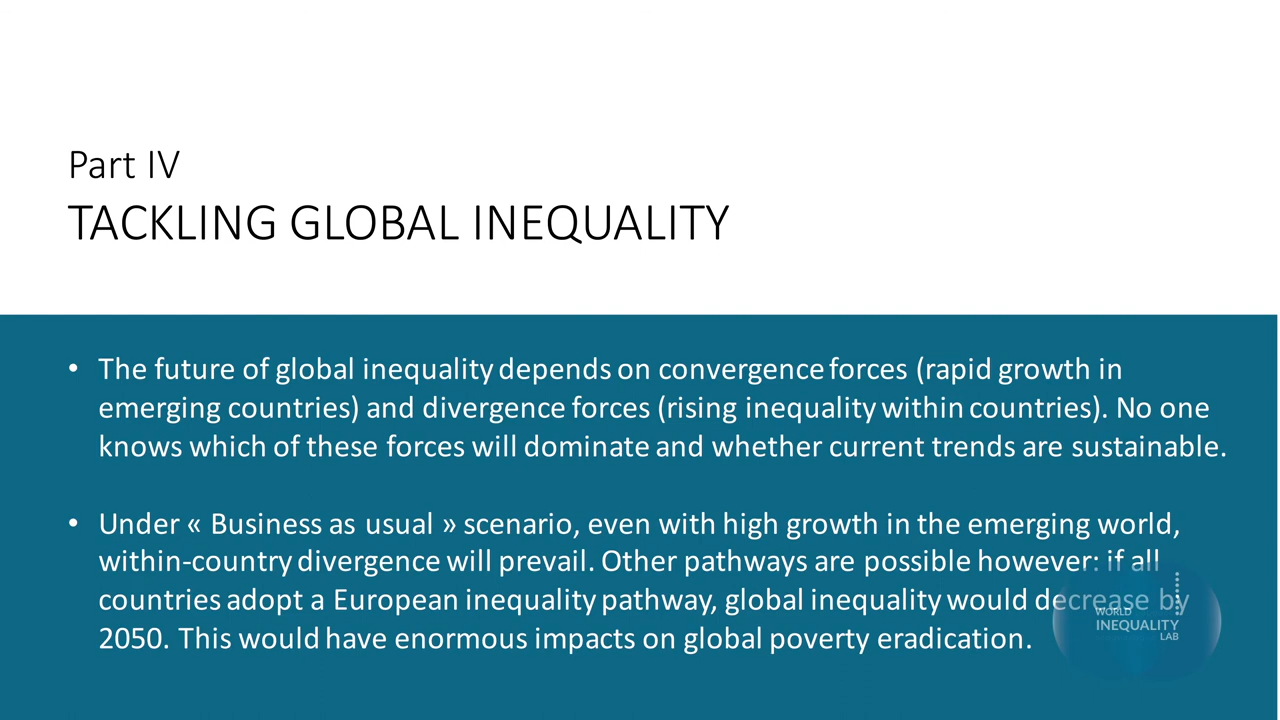 Part IV
TACKLING GLOBAL INEQUALITY
• The future of global inequality depends on convergence forces (rapid growth in
emerging countries) and divergence forces (rising inequality within countries). No one
knows which of these forces will dominate and whether current trends are sustainable.
• Under « Business as usual » scenario, even with high growth in the emerging world,
within-country divergence will prevail. Other pathways are possible however: if all
countries adopt a European inequality pathway, global inequality would decrease by
2050. This would have enormous impacts on global poverty eradication.
WORLD
INEQUALITY
LAB